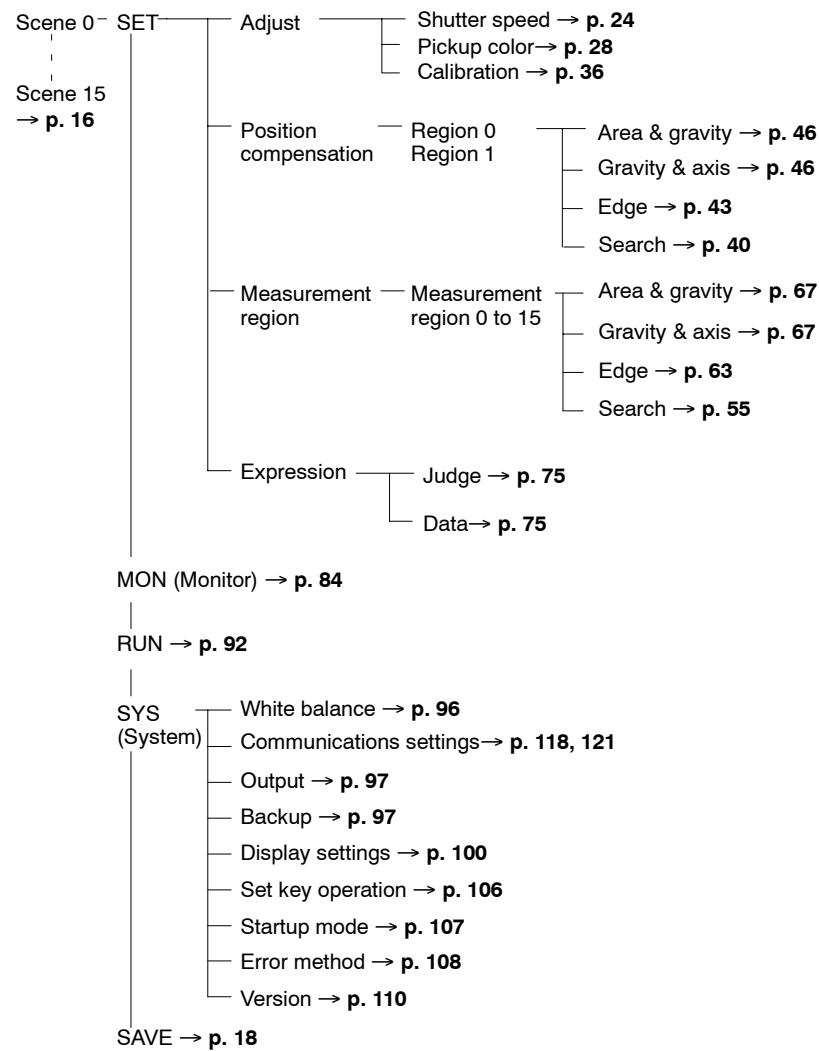 Scene 0 SET Adjust Shutter speed → p. 24
Pickup color→ p. 28
Calibration → p. 36
Scene 15
→ p. 16
Position compensation Region 0 Region 1 Area & gravity → p. 46
Gravity & axis → p. 46
Edge → p. 43
Search → p. 40
Measurement region Measurement region 0 to 15 Area & gravity → p. 67
Gravity & axis → p. 67
Edge → p. 63
Search → p. 55
Expression Judge → p. 75
Data→ p. 75
MON (Monitor) → p. 84
RUN → p. 92
SYS (System) White balance → p. 96
Communications settings→ p. 118, 121
Output → p. 97
Backup → p. 97
Display settings → p. 100
Set key operation → p. 106
Startup mode → p. 107
Error method → p. 108
Version → p. 110
SAVE → p. 18